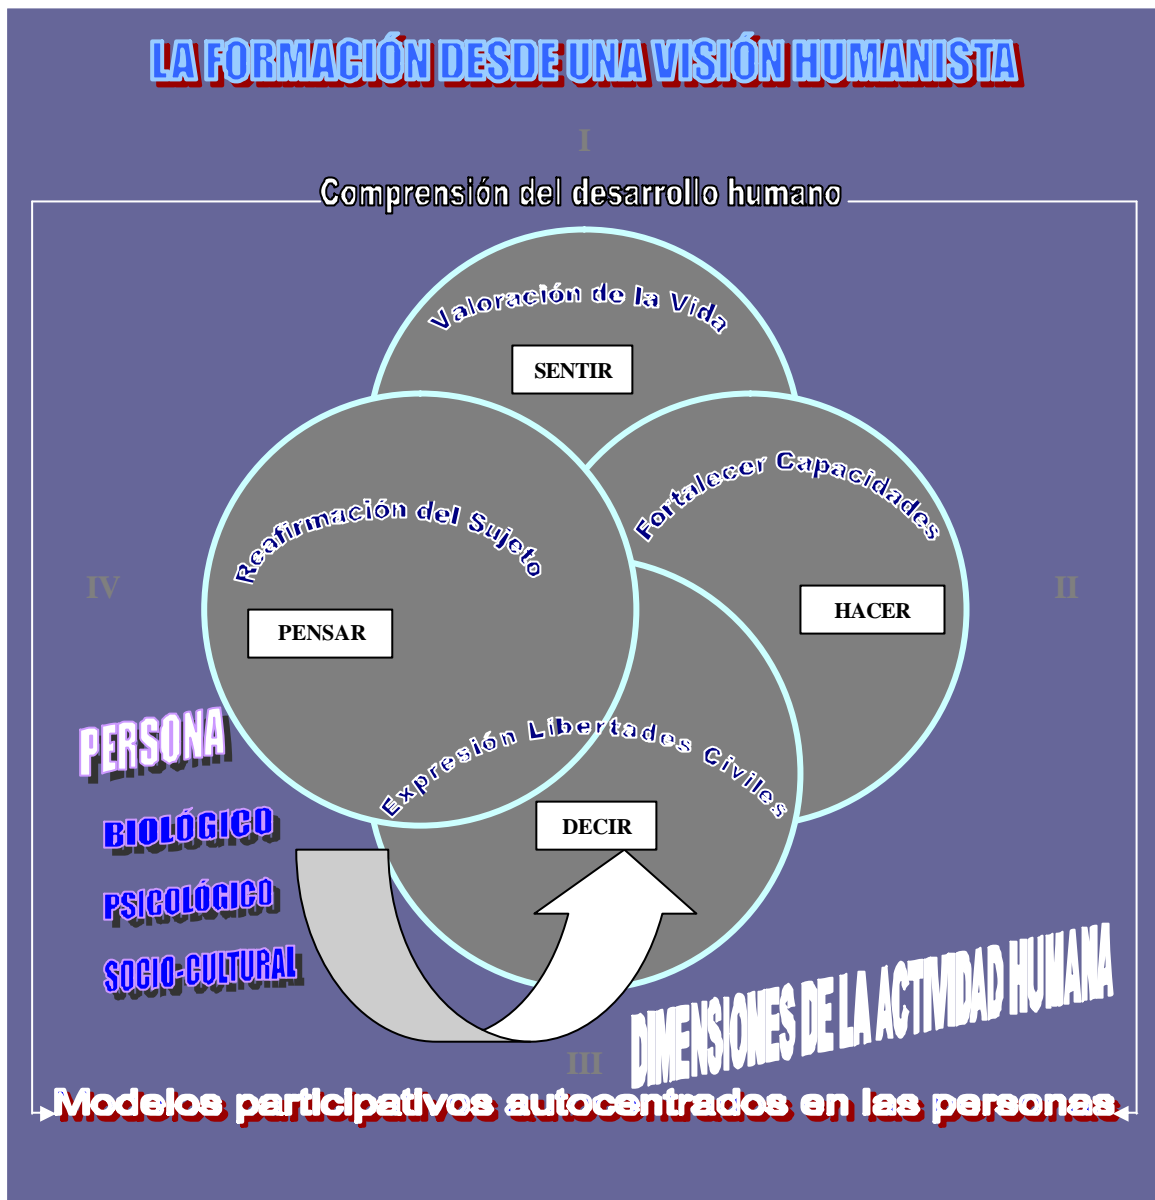 LA FORMACIÓN DESDE UNA VISIÓN HUMANISTA
I
Comprensión del desarrollo humano
Valoración de la Vida
SENTIR
Fortalecer Capacidades
Reafirmación del Sujeto
IV
II
HACER
PENSAR
PERSONA
Expresión Libertades Civiles
BIOLÓGICO
DECIR
PSICOLÓGICO
SOCIO-CULTURAL
DIMENSIONES DE LA ACTIVIDAD HUMANA
III
Modelos participativos autocentrados en las personas